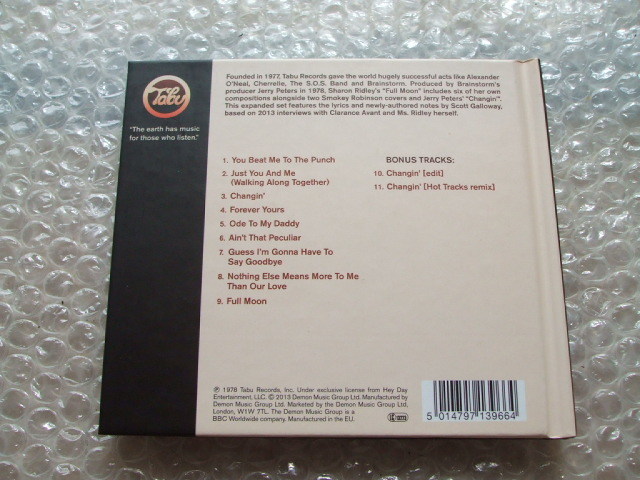 Tabu
"The earth has music
for those who listen."
Founded in 1977, Tabu Records gave the world hugely successful acts like Alexander
O'Neal, Cherrelle, The S.O.S. Band and Brainstorm. Produced by Brainstorm's
producer Jerry Peters in 1976, Sharon Ridley's "Full Moon" includes six of her own
compositions alongside two Smokey Robinson covers and Jerry Peters' "Changin'".
This expanded set features the lyrics and newly-authored notes by Scott Galloway,
based on 2013 interviews with Clarance Avant and Ms. Ridley herself.
1. You Beat Me To The Punch
2. Just You And Me
(Walking Along Together)
3. Changin'
4. Forever Yours
5. Ode To My Daddy
6. Ain't That Peculiar
7. Guess I'm Gonna Have To
Say Goodbye
8. Nothing Else Means More To Me
Than Our Love
9. Full Moon
BONUS TRACKS:
10. Changin' [edit]
11. Changin' [Hot Tracks remix]
℗ 1976 Tabu Records, Inc. Under exclusive license from Hey Day
Entertainment, LLC. © 2013 Demon Music Group Ltd. Manufactured by
Demon Music Group Ltd. Marketed by the Demon Music Group Ltd,
London, W1W 7TL. The Demon Music Group is a
BBC Worldwide company. Manufactured in the EU.
5 014797 139664